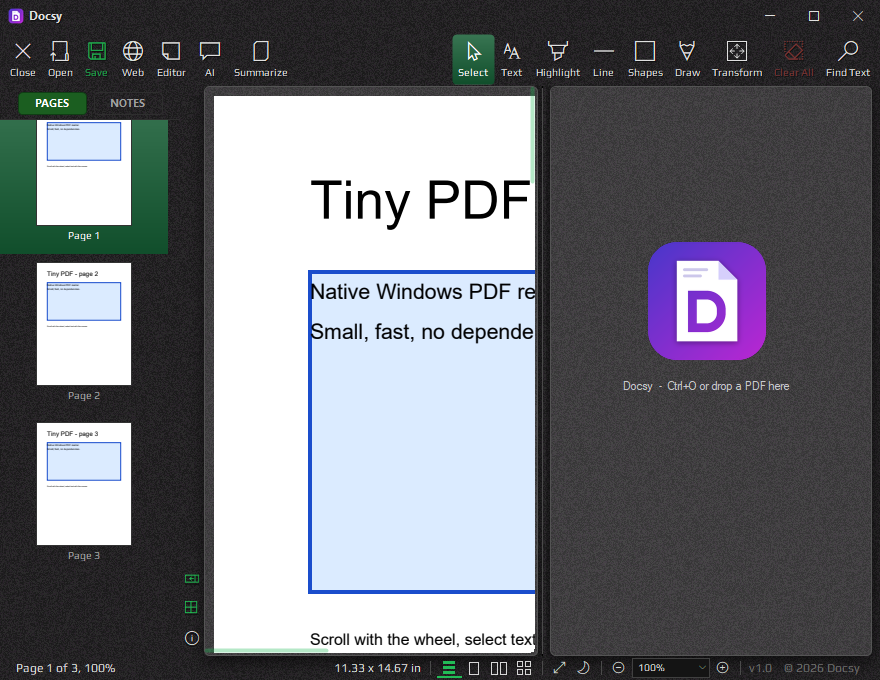 Docsy
Close Open Save Web Editor AI Summarize Select Text Highlight Line Shapes Draw Transform Clear All Find Text
PAGES NOTES
Page 1
Tiny PDF - page 2
Page 2
Tiny PDF - page 3
Page 3
Tiny PDF
Native Windows PDF re
Small, fast, no depende
Scroll with the wheel, select text
D
Docsy - Ctrl+O or drop a PDF here
Page 1 of 3, 100% 11.33 x 14.67 in 100% v1.0 © 2026 Docsy